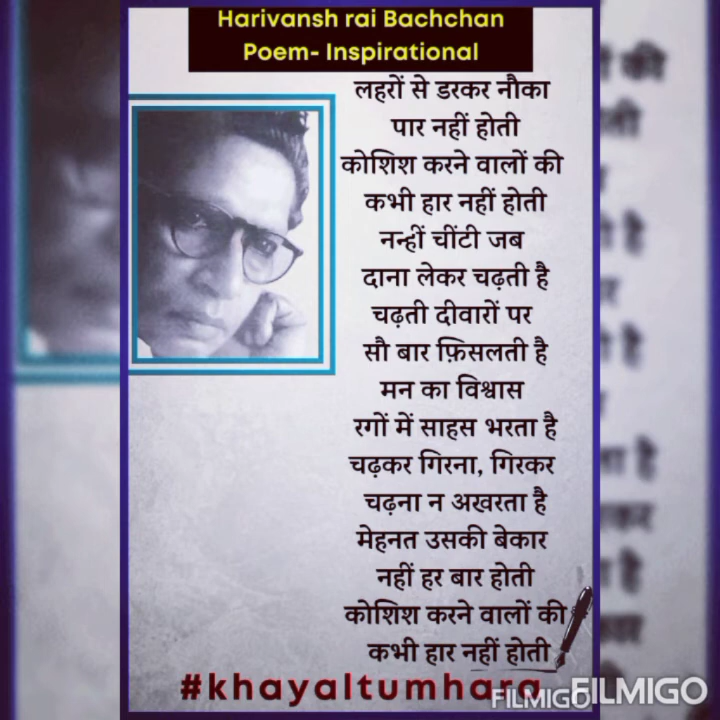 Harivansh rai Bachchan
Poem- Inspirational
लहरों से डरकर नौका
पार नहीं होती
कोशिश करने वालों की
कभी हार नहीं होती
नन्हीं चींटी जब
दाना लेकर चढ़ती है
चढ़ती दीवारों पर
सौ बार फ़िसलती है
मन का विश्वास
रगों में साहस भरता है
चढ़कर गिरना, गिरकर
चढ़ना न अखरता है
मेहनत उसकी बेकार
नहीं हर बार होती
कोशिश करने वालों की
कभी हार नहीं होती
#khayaltumhara
FILMIGO
FILMIGO